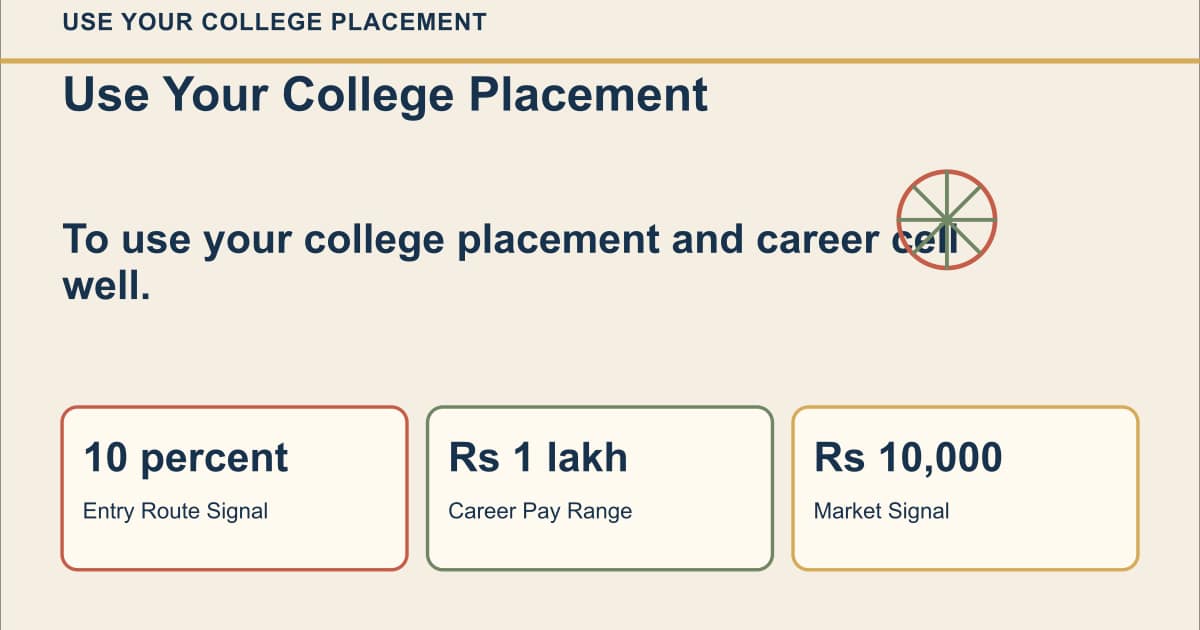 USE YOUR COLLEGE PLACEMENT
Use Your College Placement
To use your college placement and career cell
well.
10 percent
Entry Route Signal
Rs 1 lakh
Career Pay Range
Rs 10,000
Market Signal